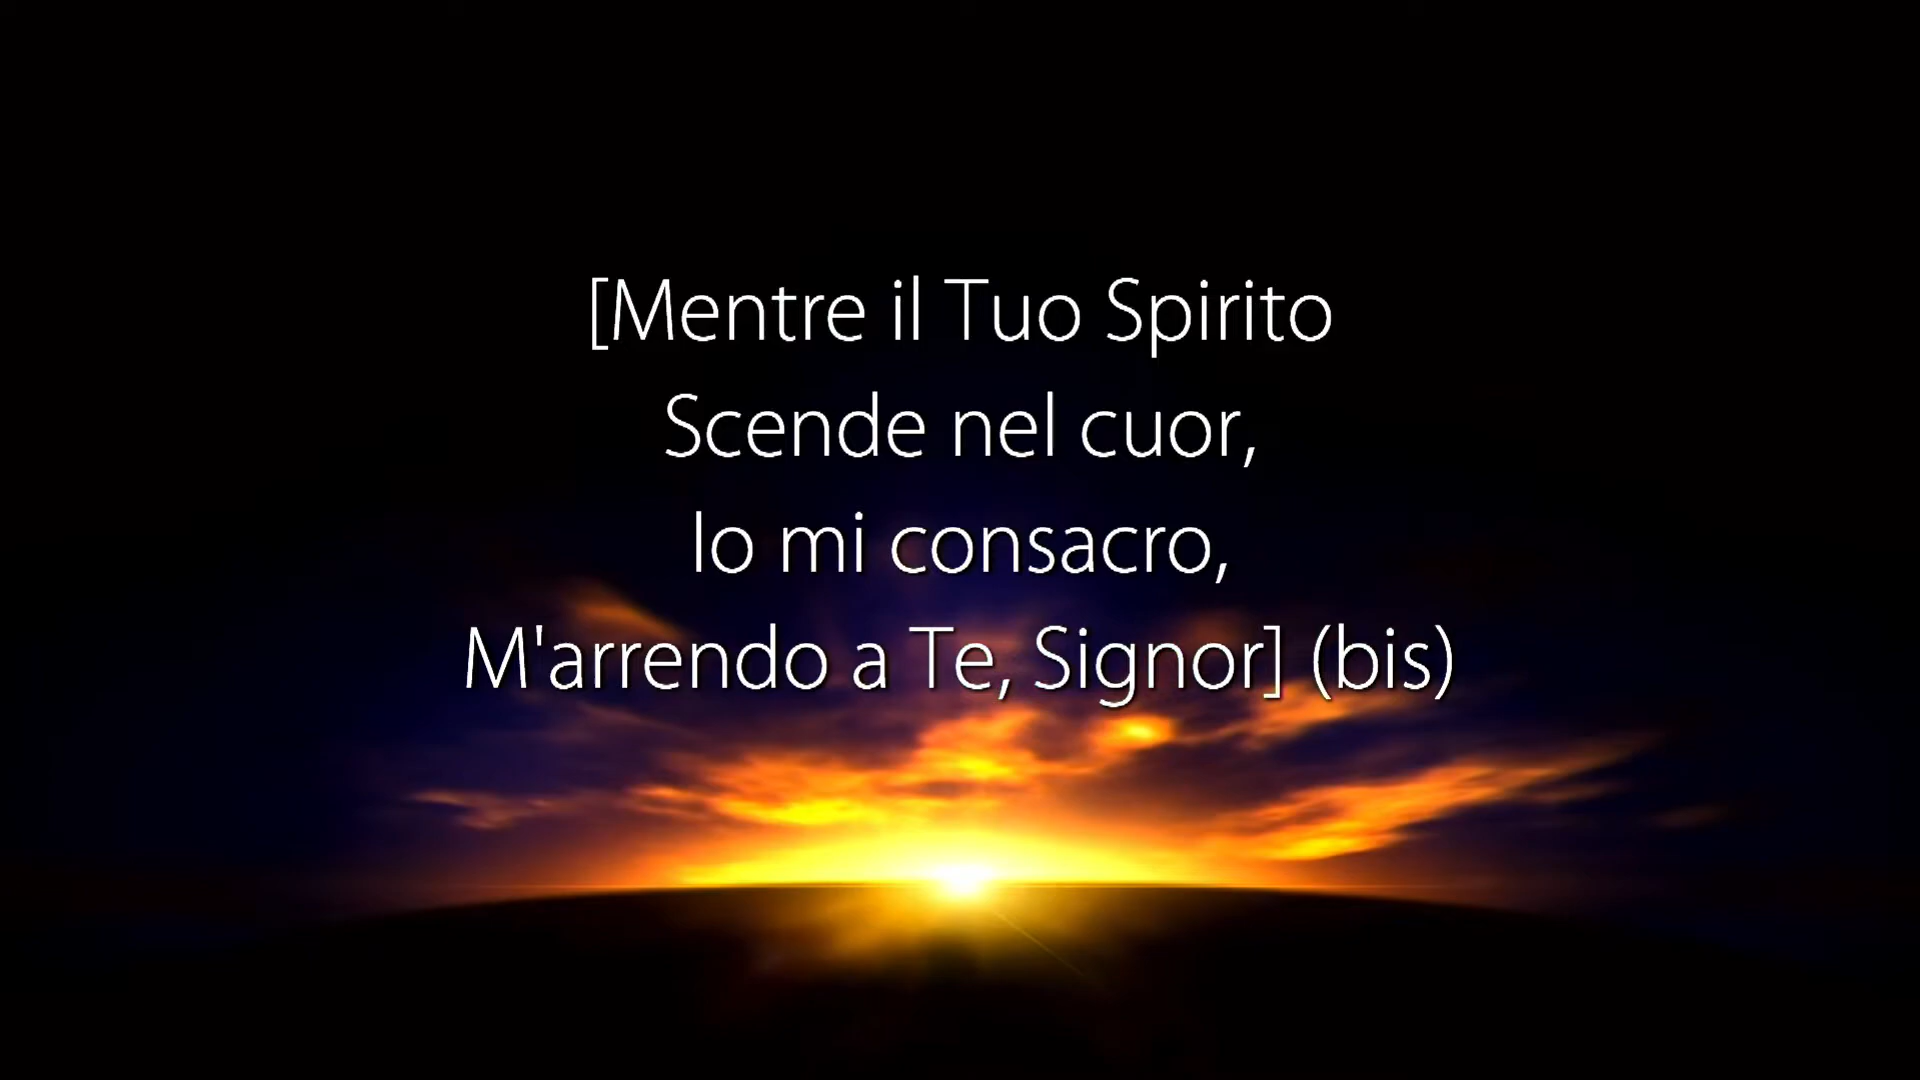 [Mentre il Tuo Spirito
Scende nel cuor,
Io mi consacro,
M'arrendo a Te, Signor] (bis)